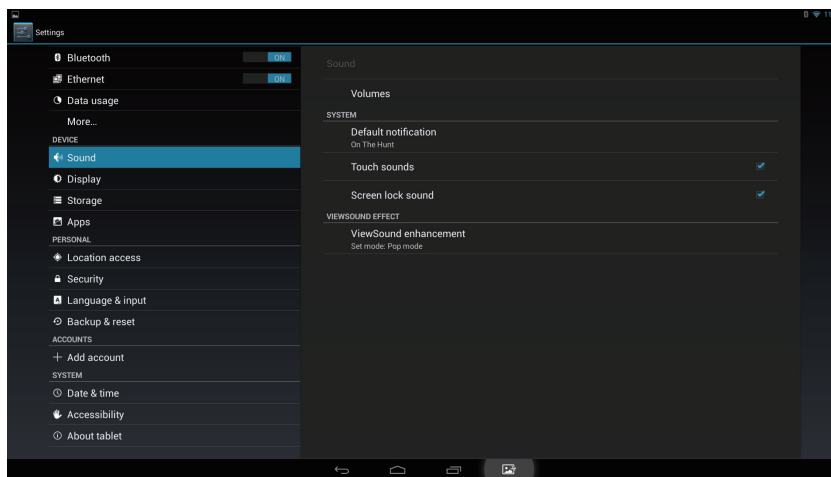 Settings
Bluetooth ON
Ethernet ON
Data usage
More...
DEVICE
Sound
Display
Storage
Apps
PERSONAL
Location access
Security
Language & input
Backup & reset
ACCOUNTS
Add account
SYSTEM
Date & time
Accessibility
About tablet
Sound
Volumes
SYSTEM
Default notification
On The Hunt
Touch sounds
Screen lock sound
VIEWSOUND EFFECT
ViewSound enhancement
Set mode: Pop mode